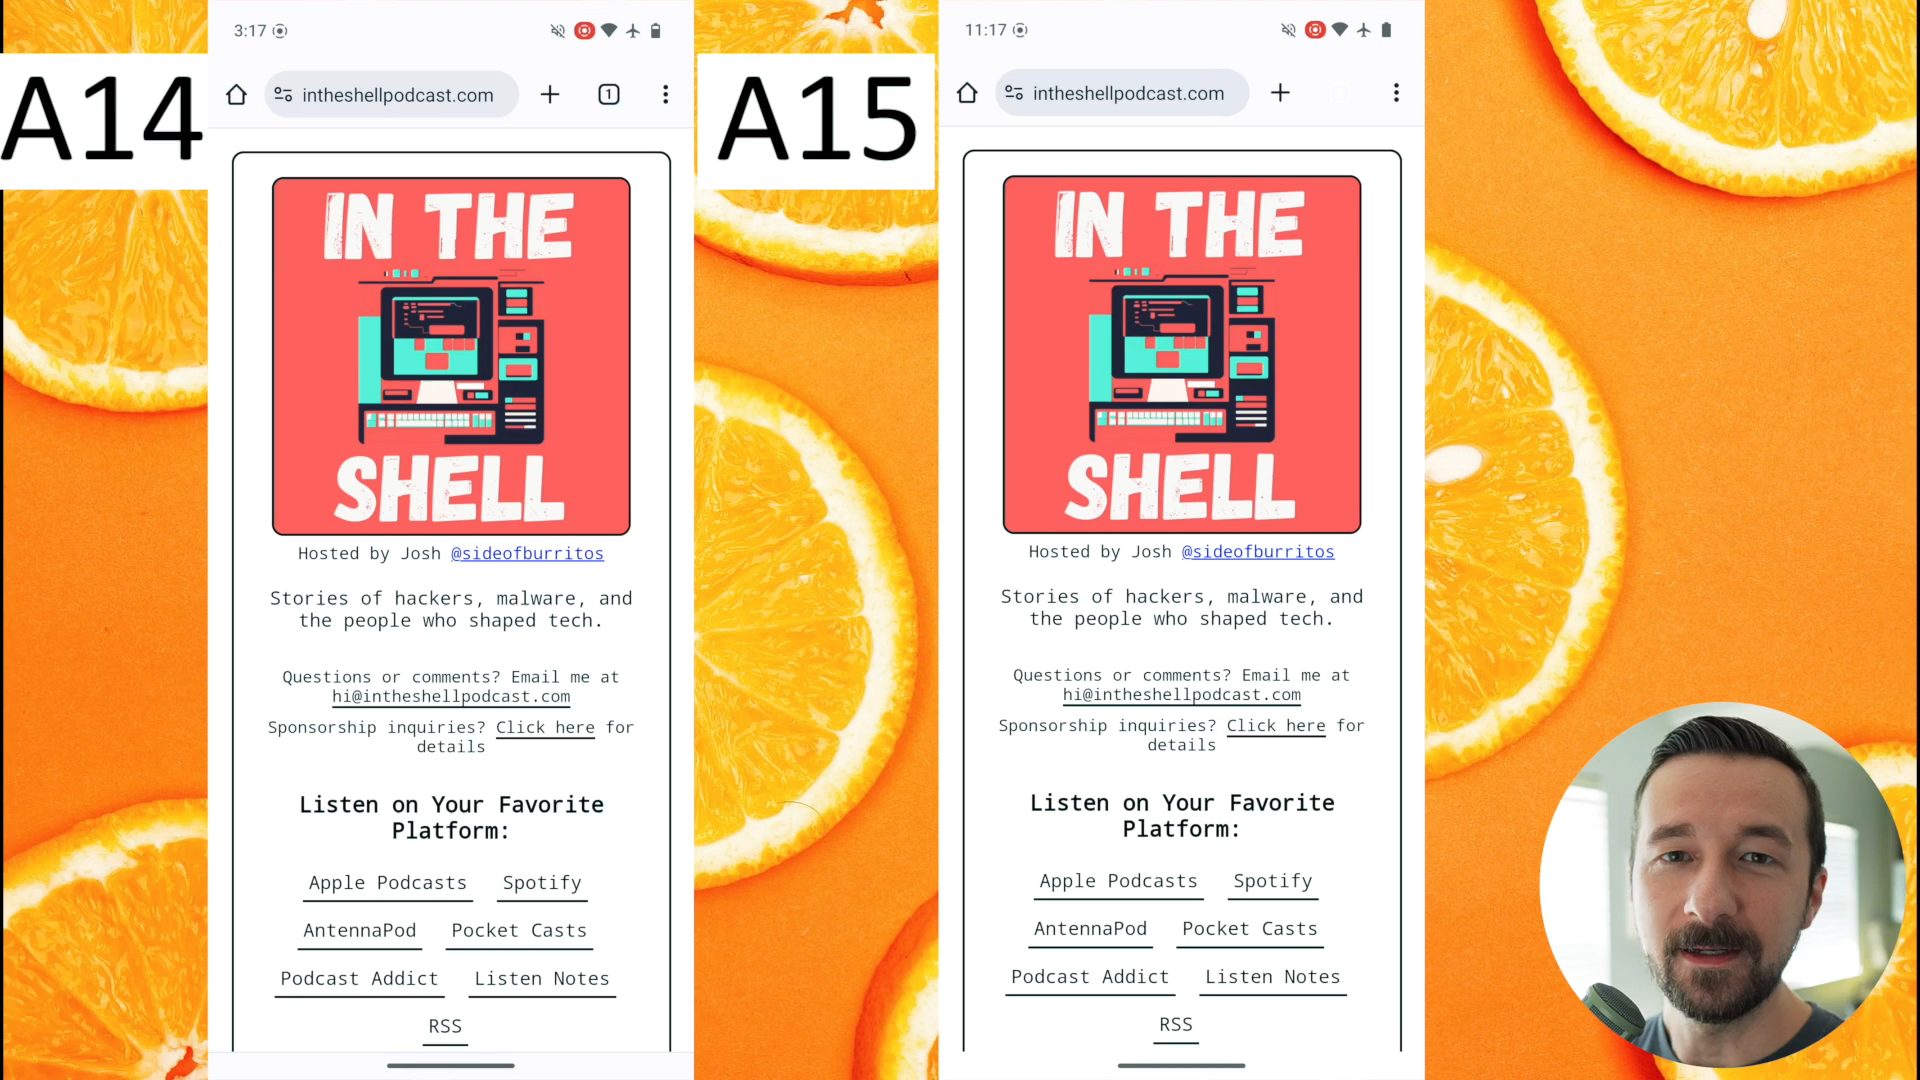 A14
3:17
intheshellpodcast.com
1
IN THE
SHELL
Hosted by Josh @sideofburritos
Stories of hackers, malware, and
the people who shaped tech.
Questions or comments? Email me at
hi@intheshellpodcast.com
Sponsorship inquiries? Click here for
details
Listen on Your Favorite
Platform:
Apple Podcasts Spotify
AntennaPod Pocket Casts
Podcast Addict Listen Notes
RSS
A15
11:17
intheshellpodcast.com
IN THE
SHELL
Hosted by Josh @sideofburritos
Stories of hackers, malware, and
the people who shaped tech.
Questions or comments? Email me at
hi@intheshellpodcast.com
Sponsorship inquiries? Click here for
details
Listen on Your Favorite
Platform:
Apple Podcasts Spotify
AntennaPod Pocket Casts
Podcast Addict Listen Notes
RSS